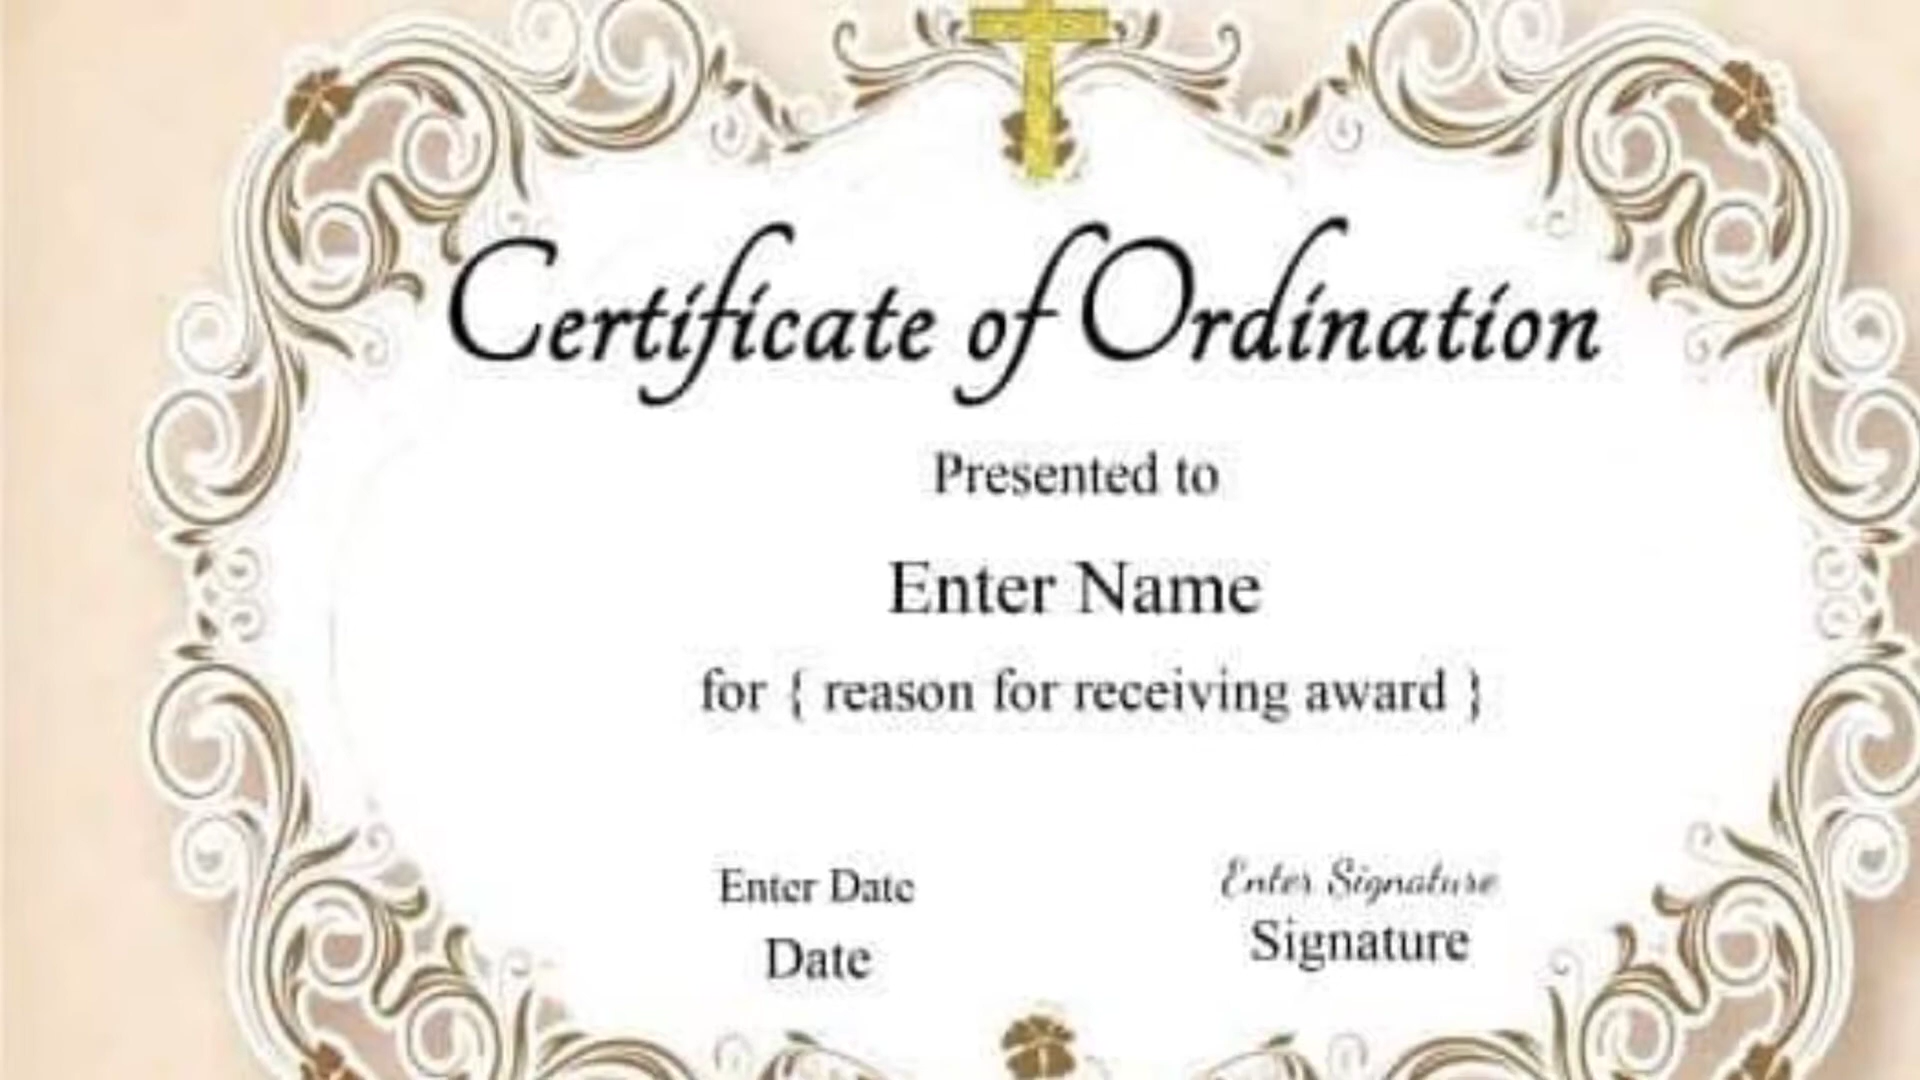 Certificate of Ordination
Presented to
Enter Name
for { reason for receiving award }
Enter Date
Date
Enter Signature
Signature